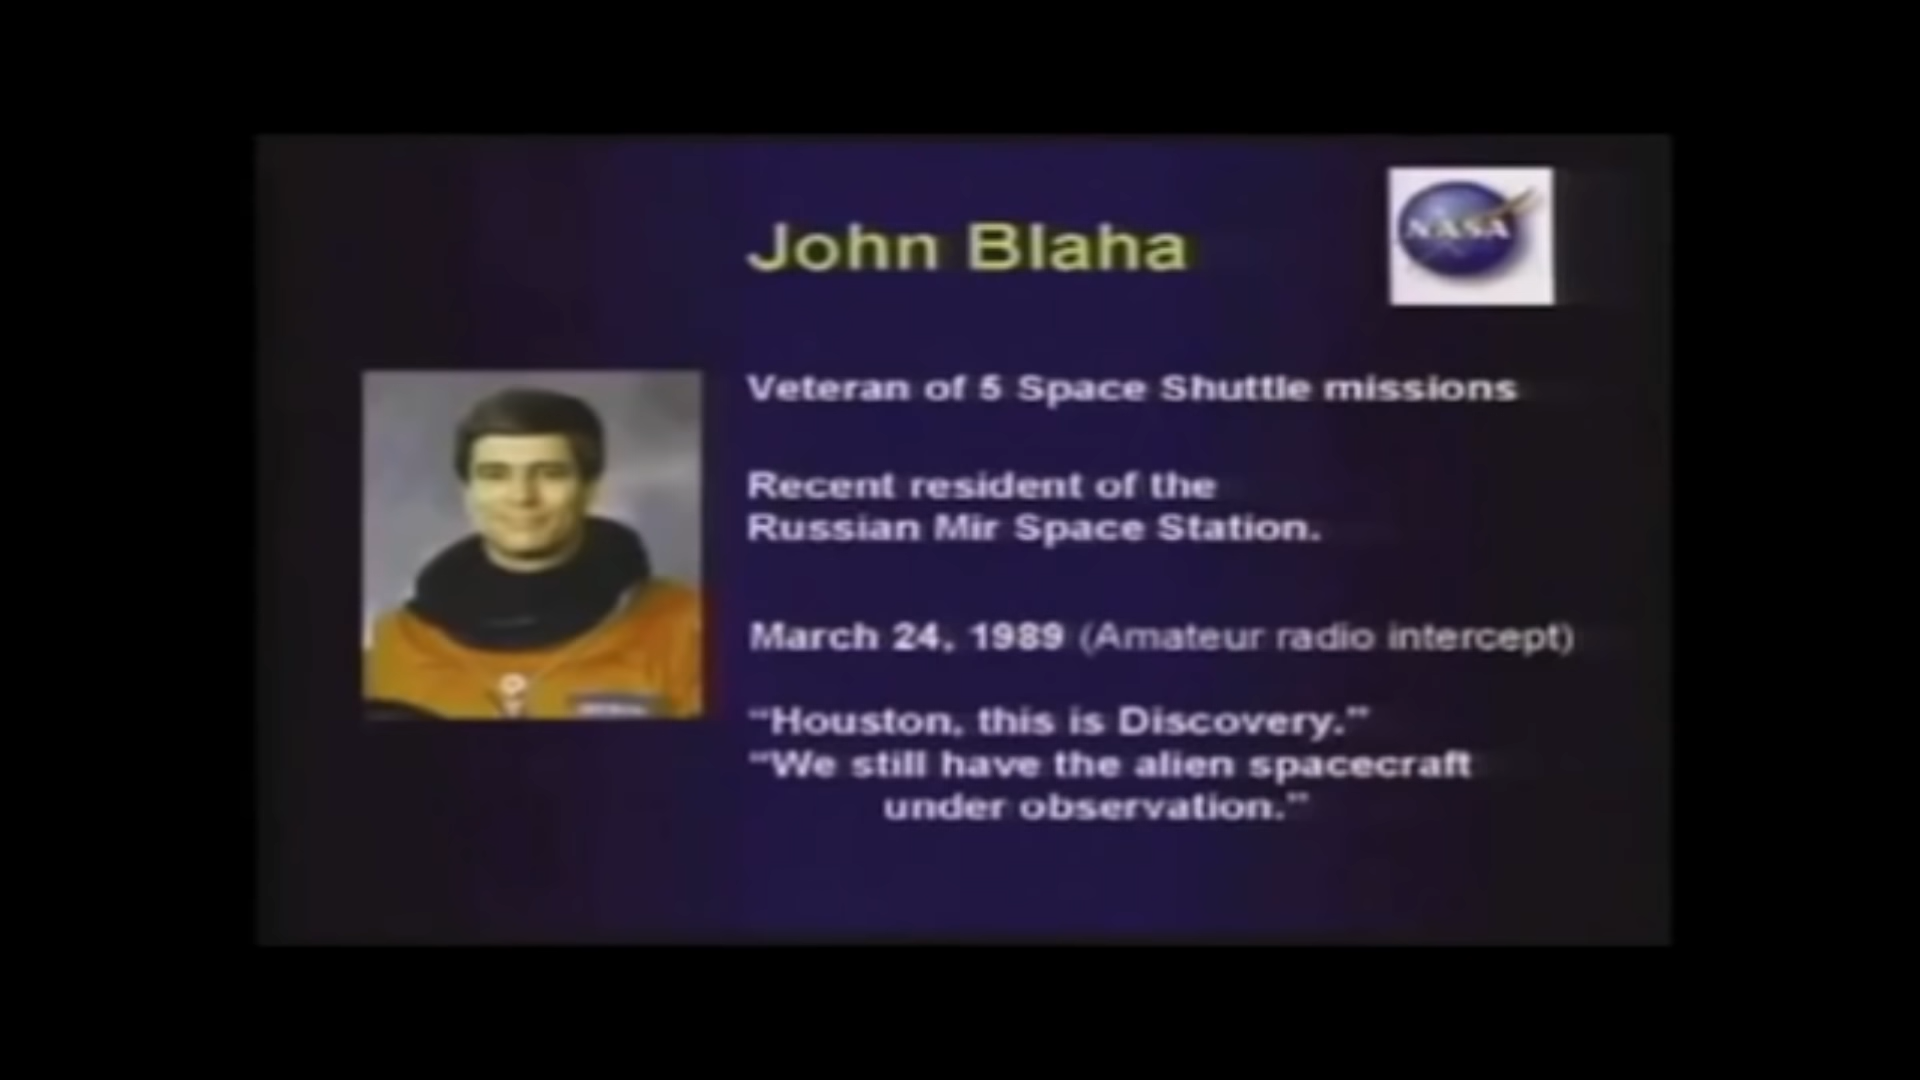 John Blaha
NASA
Veteran of 5 Space Shuttle missions
Recent resident of the
Russian Mir Space Station.
March 24, 1989 (Amateur radio intercept)
“Houston, this is Discovery.”
“We still have the alien spacecraft
under observation.”